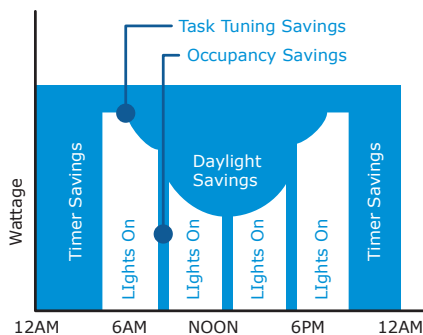 Task Tuning Savings
Occupancy Savings
Daylight
Savings
Wattage
Timer Savings
LIghts On
LIghts On
LIghts On
LIghts On
Timer Savings
12AM 6AM NOON 6PM 12AM